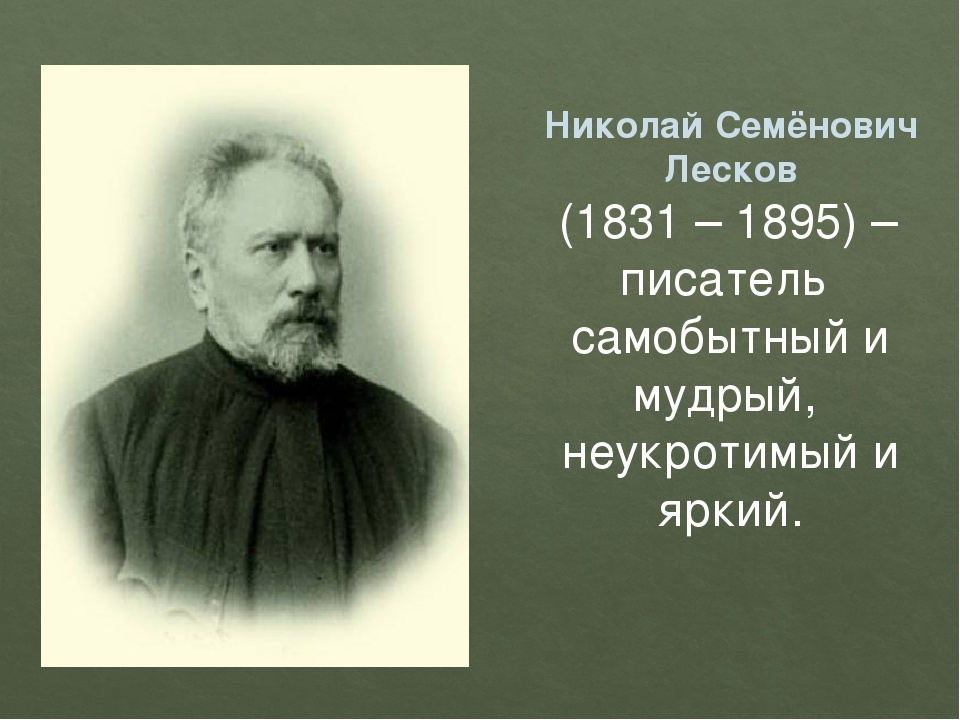 Николай Семёнович
Лесков
(1831 – 1895) –
писатель
самобытный и
мудрый,
неукротимый и
яркий.